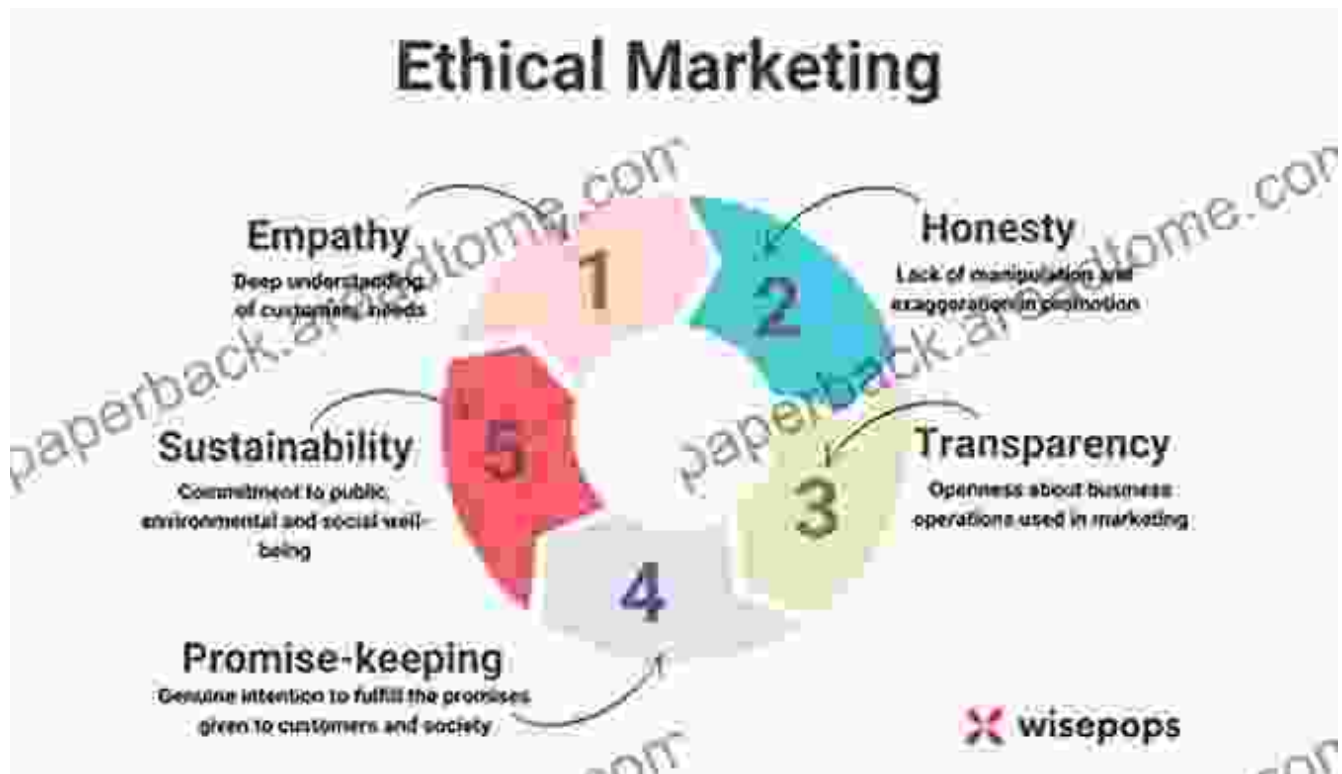 Ethical Marketing
Empathy
Deep understanding
of customers needs
1
2
Honesty
Lack of manipulation and
exaggeration in promotion
Sustainability
Commitment to public,
environmental and social well-
being
5
3
Transparency
Openness about business
operations used in marketing
4
Promise-keeping
Genuine intention to fulfill the promises
given to customers and society
wisepops
paperback.aroadtome.com
paperback.aroadtome.com